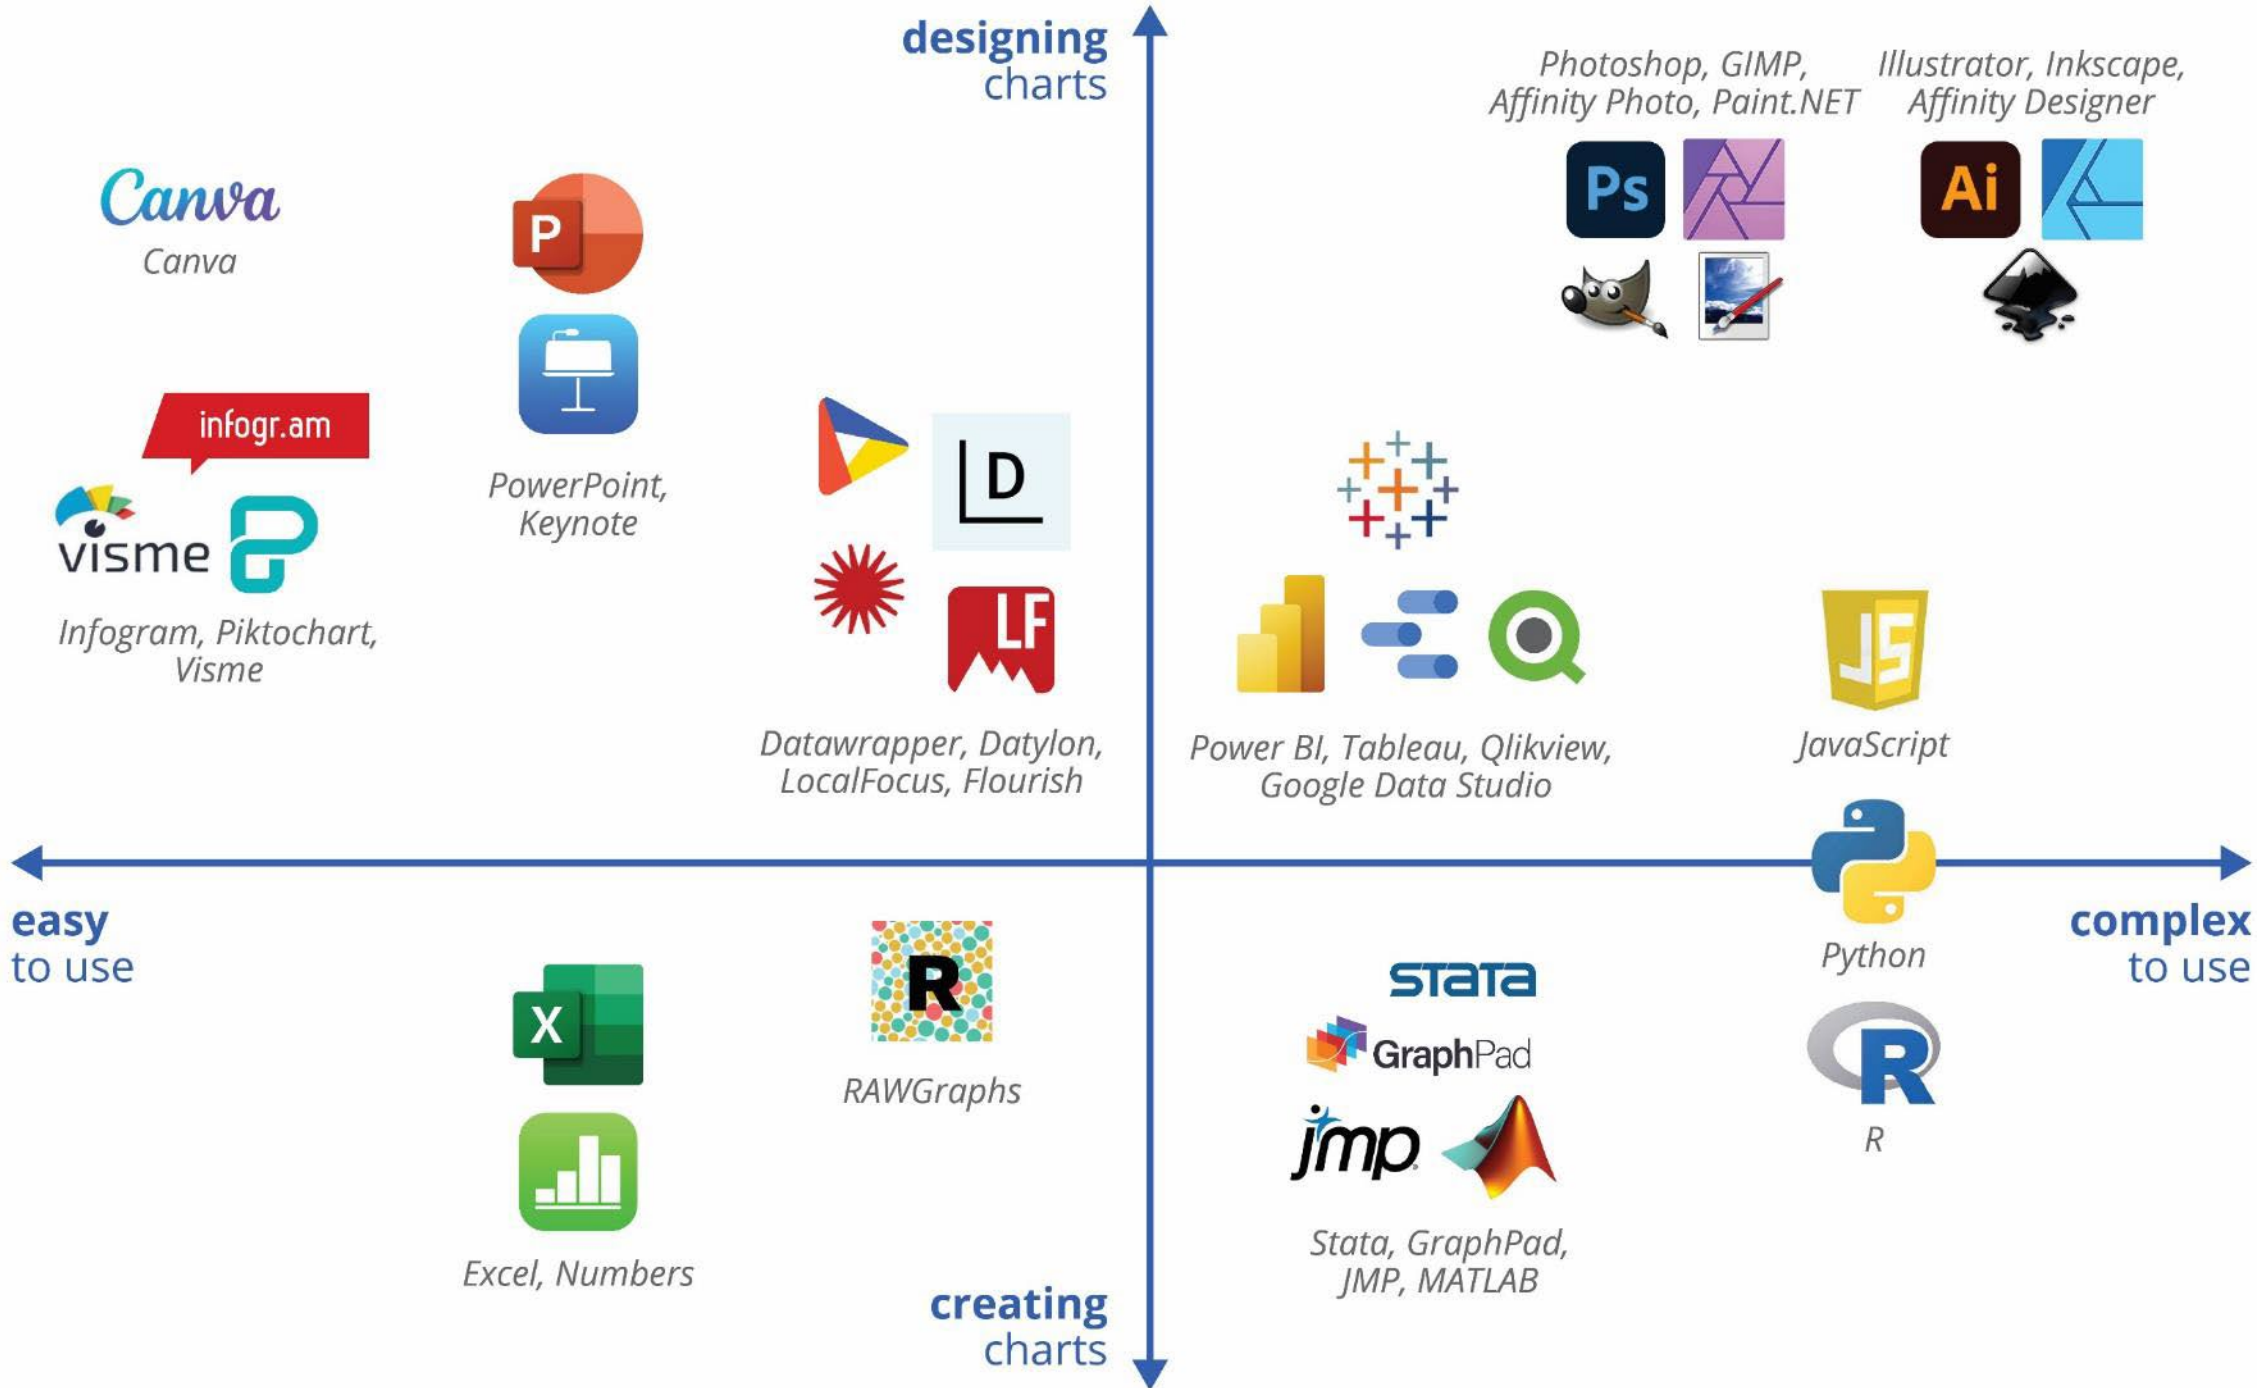 designing
charts
Photoshop, GIMP,
Affinity Photo, Paint.NET
Illustrator, Inkscape,
Affinity Designer
Ps
Ai
Canva
Canva
P
PowerPoint,
Keynote
infogr.am
visme
Infogram, Piktochart,
Visme
D
LF
Datawrapper, Datylon,
LocalFocus, Flourish
Power BI, Tableau, Qlikview,
Google Data Studio
JS
JavaScript
easy
to use
complex
to use
Python
R
R
X
Excel, Numbers
R
RAWGraphs
STATA
GraphPad
jmp
Stata, GraphPad,
JMP, MATLAB
creating
charts